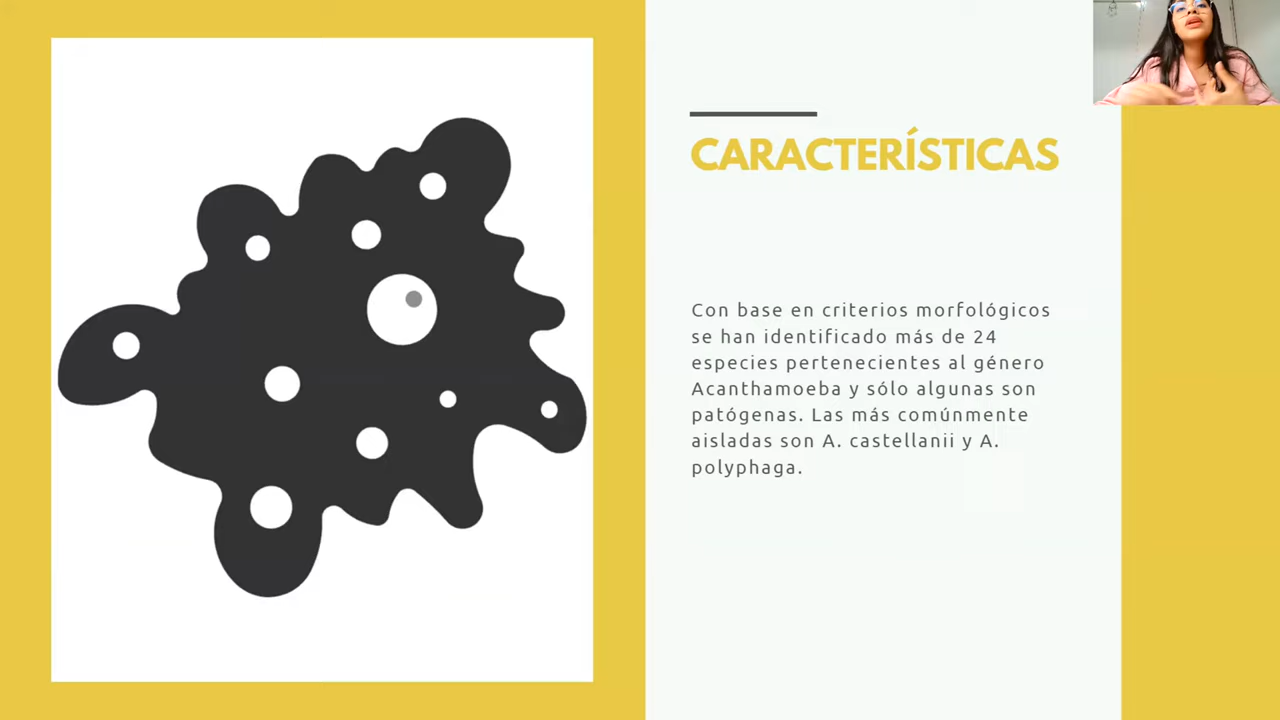 CARACTERÍSTICAS
Con base en criterios morfológicos
se han identificado más de 24
especies pertenecientes al género
Acanthamoeba y sólo algunas son
patógenas. Las más comúnmente
aisladas son A. castellanii y A.
polyphaga.